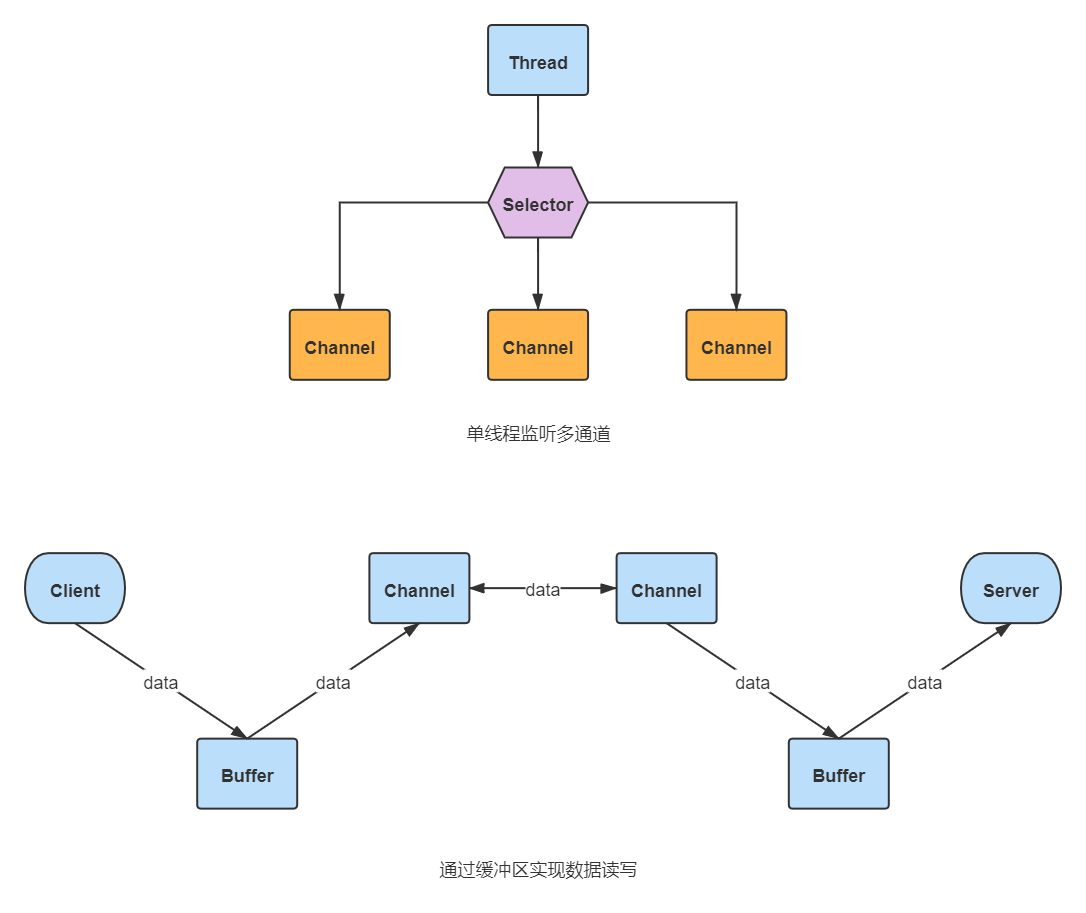 Thread
Selector
Channel
Channel
Channel
单线程监听多通道
Client
Channel
data
Channel
Server
data
data
data
data
Buffer
Buffer
通过缓冲区实现数据读写